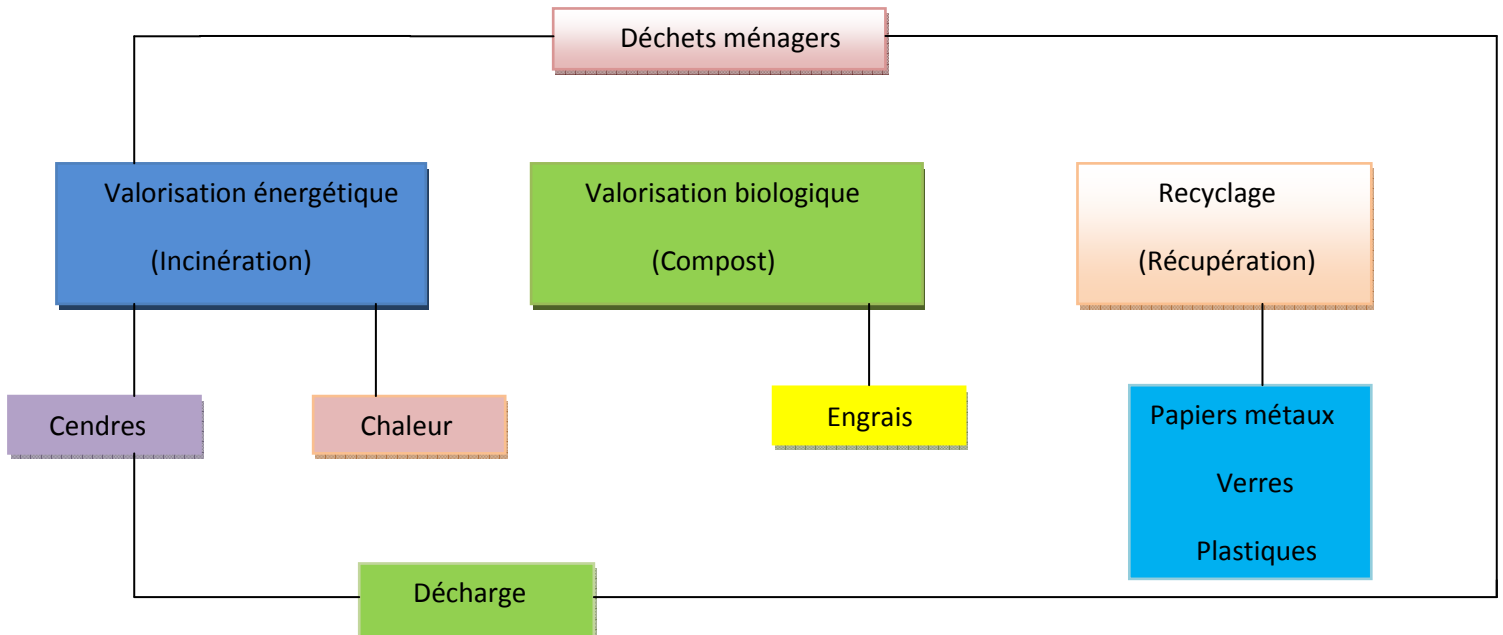 Déchets ménagers
Valorisation énergétique
(Incinération)
Valorisation biologique
(Compost)
Recyclage
(Récupération)
Cendres
Chaleur
Engrais
Papiers métaux
Verres
Plastiques
Décharge